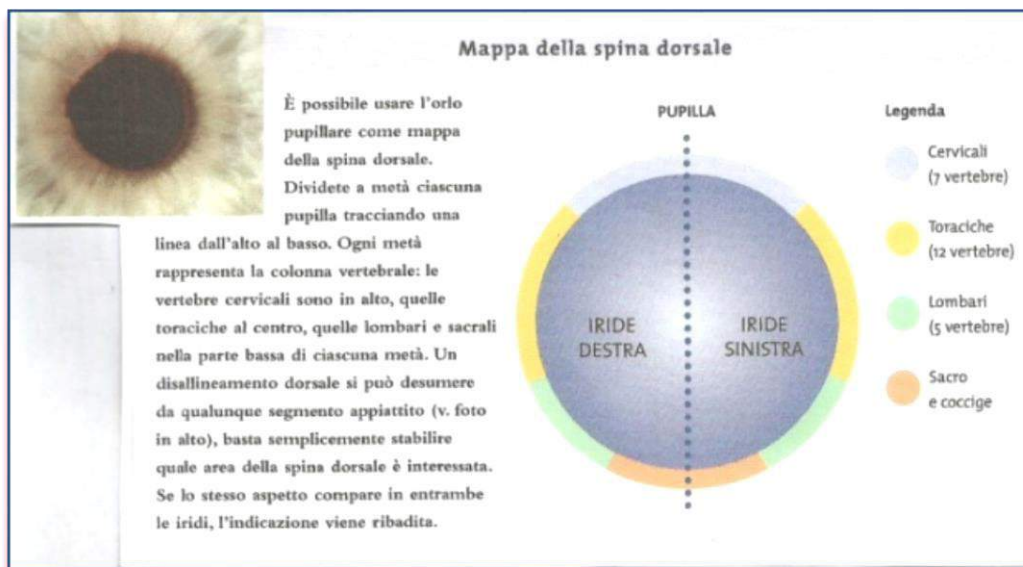 Mappa della spina dorsale
È possibile usare l'orlo
pupillare come mappa
della spina dorsale.
Dividete a metà ciascuna
pupilla tracciando una
linea dall'alto al basso. Ogni metà
rappresenta la colonna vertebrale: le
vertebre cervicali sono in alto, quelle
toraciche al centro, quelle lombari e sacrali
nella parte bassa di ciascuna metà. Un
disallineamento dorsale si può desumere
da qualunque segmento appiattito (v. foto
in alto), basta semplicemente stabilire
quale area della spina dorsale è interessata.
Se lo stesso aspetto compare in entrambe
le iridi, l'indicazione viene ribadita.
PUPILLA
IRIDE
DESTRA
IRIDE
SINISTRA
Legenda
Cervicali
(7 vertebre)
Toraciche
(12 vertebre)
Lombari
(5 vertebre)
Sacro
e coccige